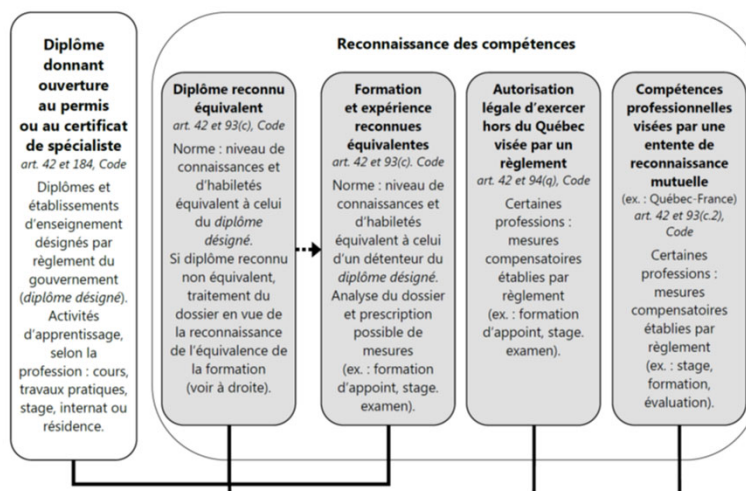 Diplôme
donnant
ouverture
au permis
ou au certificat
de spécialiste
art. 42 et 184, Code
Diplômes et
établissements
d'enseignement
désignés par
règlement du
gouvernement
(diplôme désigné).
Activités
d'apprentissage,
selon la
profession : cours,
travaux pratiques,
stage, internat ou
résidence.
Reconnaissance des compétences
Diplôme reconnu
équivalent
art. 42 et 93(c), Code
Norme : niveau de
connaissances et
d'habiletés
équivalent à celui
du diplôme
désigné.
Si diplôme reconnu
non équivalent,
traitement du
dossier en vue de
la reconnaissance
de l'équivalence de
la formation
(voir à droite).
Formation
et expérience
reconnues
équivalentes
art. 42 et 93(c). Code
Norme : niveau de
connaissances et
d'habiletés
équivalent à celui
d'un détenteur du
diplôme désigné.
Analyse du dossier
et prescription
possible de
mesures
(ex. : formation
d'appoint, stage.
examen).
Autorisation
légale d'exercer
hors du Québec
visée par un
règlement
art. 42 et 94(q), Code
Certaines
professions :
mesures
compensatoires
établies par
règlement
(ex. : formation
d'appoint, stage.
examen).
Compétences
professionnelles
visées par une
entente de
reconnaissance
mutuelle
(ex. : Québec-France)
art. 42 et 93(c.2),
Code
Certaines
professions :
mesures
compensatoires
établies par
règlement
(ex. : stage,
formation,
évaluation).